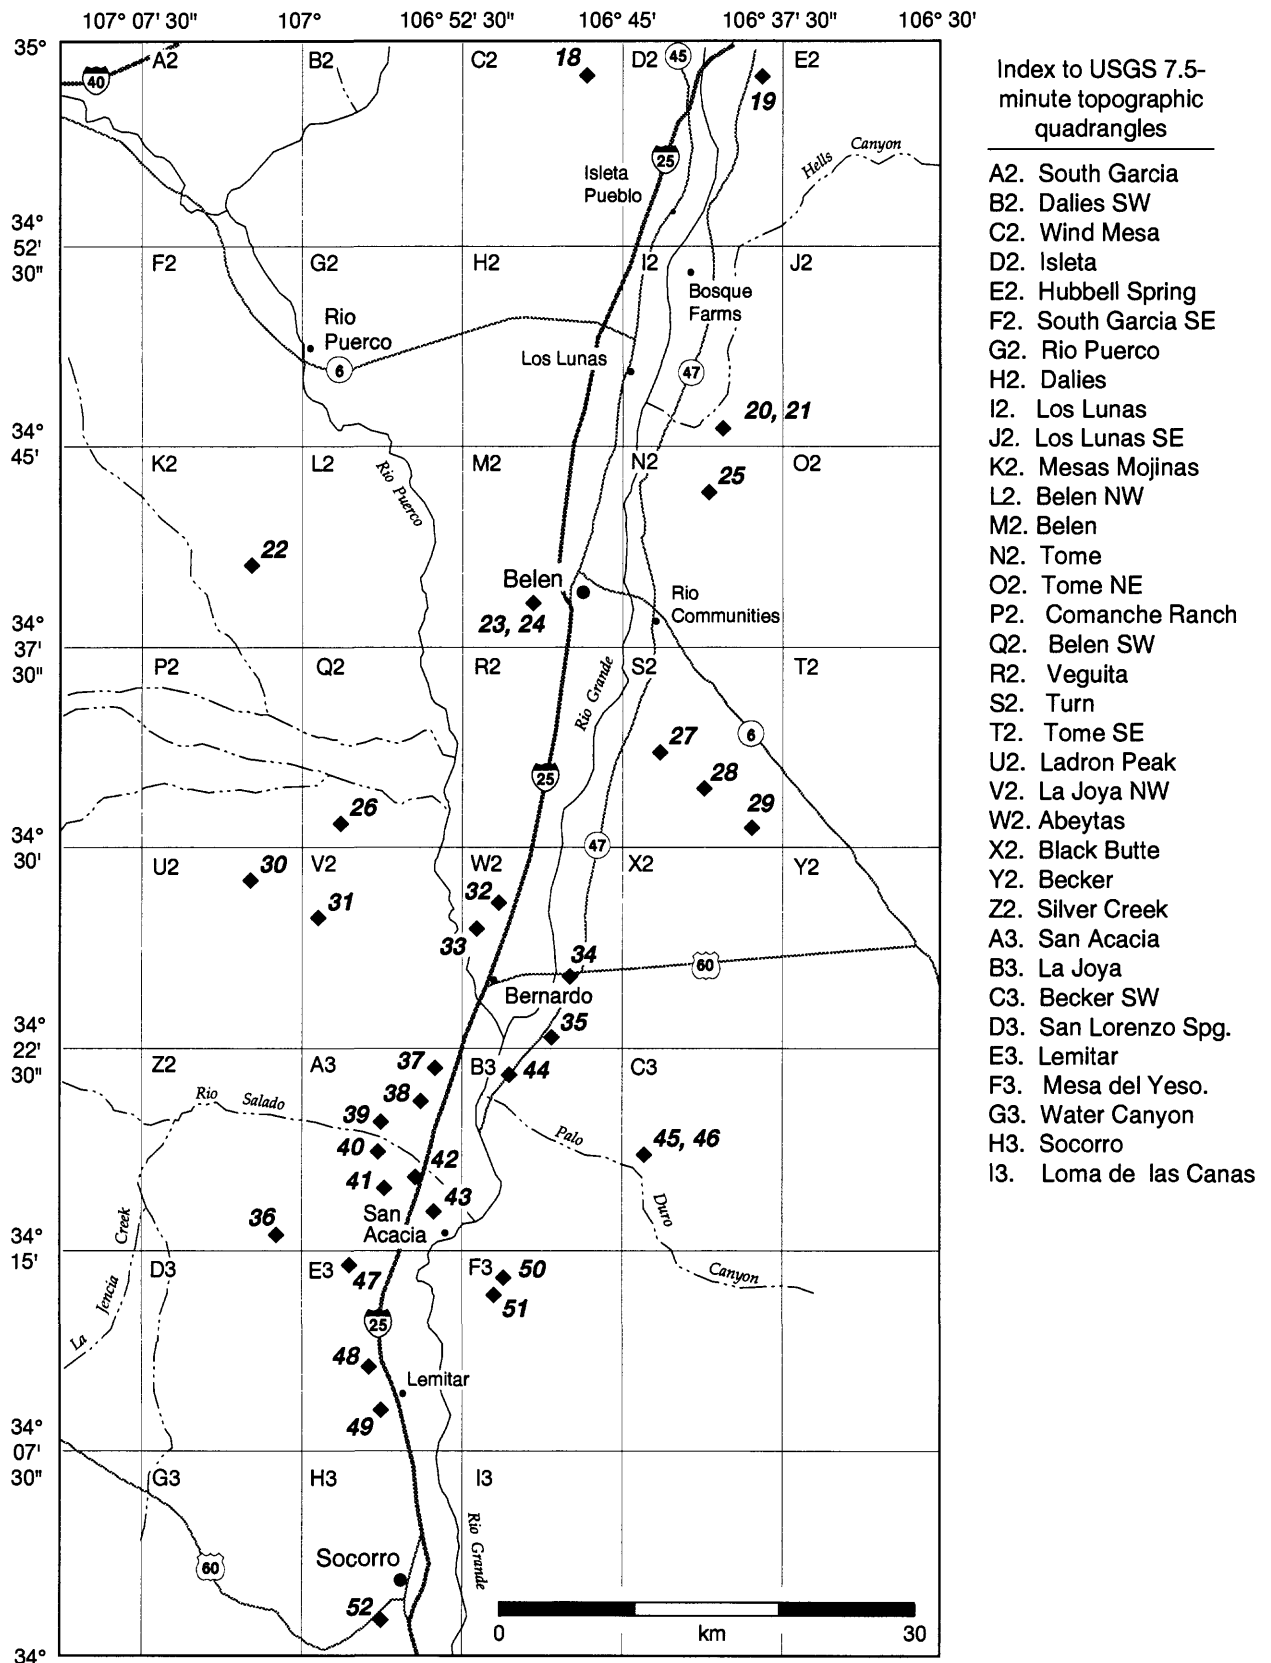 107° 07' 30"
107°
106° 52' 30"
106° 45'
106° 37' 30"
106° 30'
35°
A2
B2
C2
18
D2
45
E2
40
19
25
Hells Canyon
Isleta
Pueblo
34°
52'
30"
F2
G2
H2
I2
J2
Bosque
Farms
Rio
Puerco
6
Los Lunas
47
20, 21
34°
45'
K2
L2
M2
N2
O2
Rio Puerco
25
22
Belen
23, 24
Rio
Communities
34°
37'
30"
P2
Q2
R2
S2
T2
Rio Grande
27
6
25
28
26
29
34°
30'
47
U2
30
V2
W2
X2
Y2
31
32
33
34
60
Bernardo
35
34°
22'
30"
Z2
A3
37
B3
44
C3
Rio Salado
38
39
40
42
Palo Duro Canyon
45, 46
41
43
San
Acacia
36
La Jencia Creek
34°
15'
D3
E3
47
F3
50
51
25
48
Lemitar
49
34°
07'
30"
G3
H3
I3
Rio Grande
60
Socorro
52
0
km
30
34°
Index to USGS 7.5-
minute topographic
quadrangles
A2. South Garcia
B2. Dalies SW
C2. Wind Mesa
D2. Isleta
E2. Hubbell Spring
F2. South Garcia SE
G2. Rio Puerco
H2. Dalies
I2. Los Lunas
J2. Los Lunas SE
K2. Mesas Mojinas
L2. Belen NW
M2. Belen
N2. Tome
O2. Tome NE
P2. Comanche Ranch
Q2. Belen SW
R2. Veguita
S2. Turn
T2. Tome SE
U2. Ladron Peak
V2. La Joya NW
W2. Abeytas
X2. Black Butte
Y2. Becker
Z2. Silver Creek
A3. San Acacia
B3. La Joya
C3. Becker SW
D3. San Lorenzo Spg.
E3. Lemitar
F3. Mesa del Yeso.
G3. Water Canyon
H3. Socorro
I3. Loma de las Canas